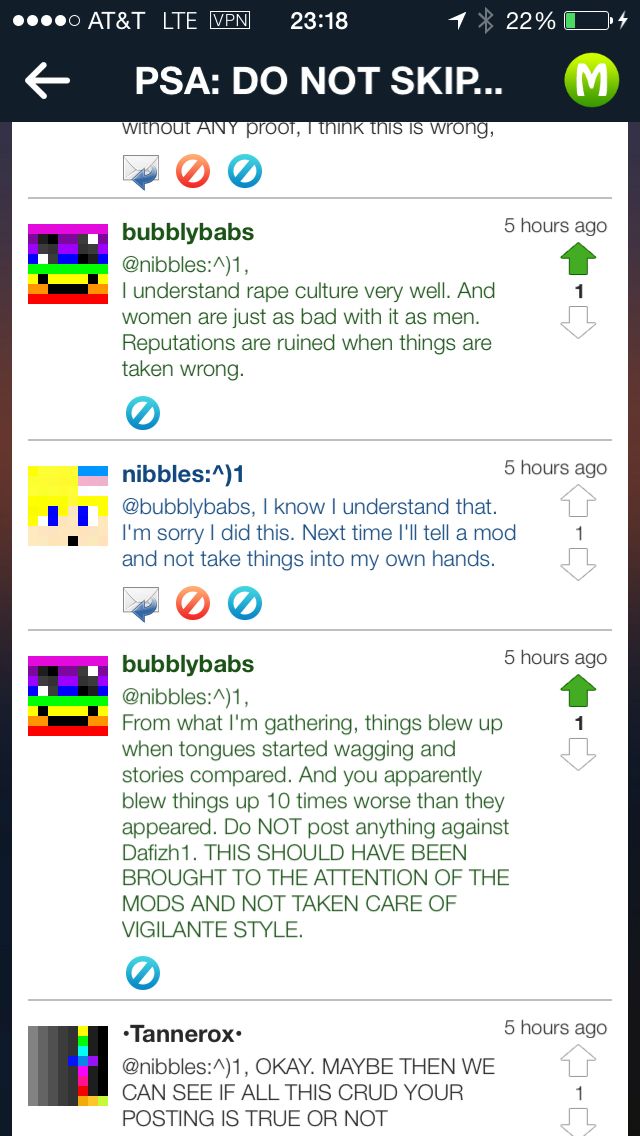 AT&T LTE VPN 23:18 22%
PSA: DO NOT SKIP... M
without ANY proof, I think this is wrong,
bubblybabs 5 hours ago
@nibbles:^)1,
I understand rape culture very well. And
women are just as bad with it as men.
Reputations are ruined when things are
taken wrong.
1
nibbles:^)1 5 hours ago
@bubblybabs, I know I understand that.
I'm sorry I did this. Next time I'll tell a mod
and not take things into my own hands.
1
bubblybabs 5 hours ago
@nibbles:^)1,
From what I'm gathering, things blew up
when tongues started wagging and
stories compared. And you apparently
blew things up 10 times worse than they
appeared. Do NOT post anything against
Dafizh1. THIS SHOULD HAVE BEEN
BROUGHT TO THE ATTENTION OF THE
MODS AND NOT TAKEN CARE OF
VIGILANTE STYLE.
1
•Tannerox• 5 hours ago
@nibbles:^)1, OKAY. MAYBE THEN WE
CAN SEE IF ALL THIS CRUD YOUR
POSTING IS TRUE OR NOT
1